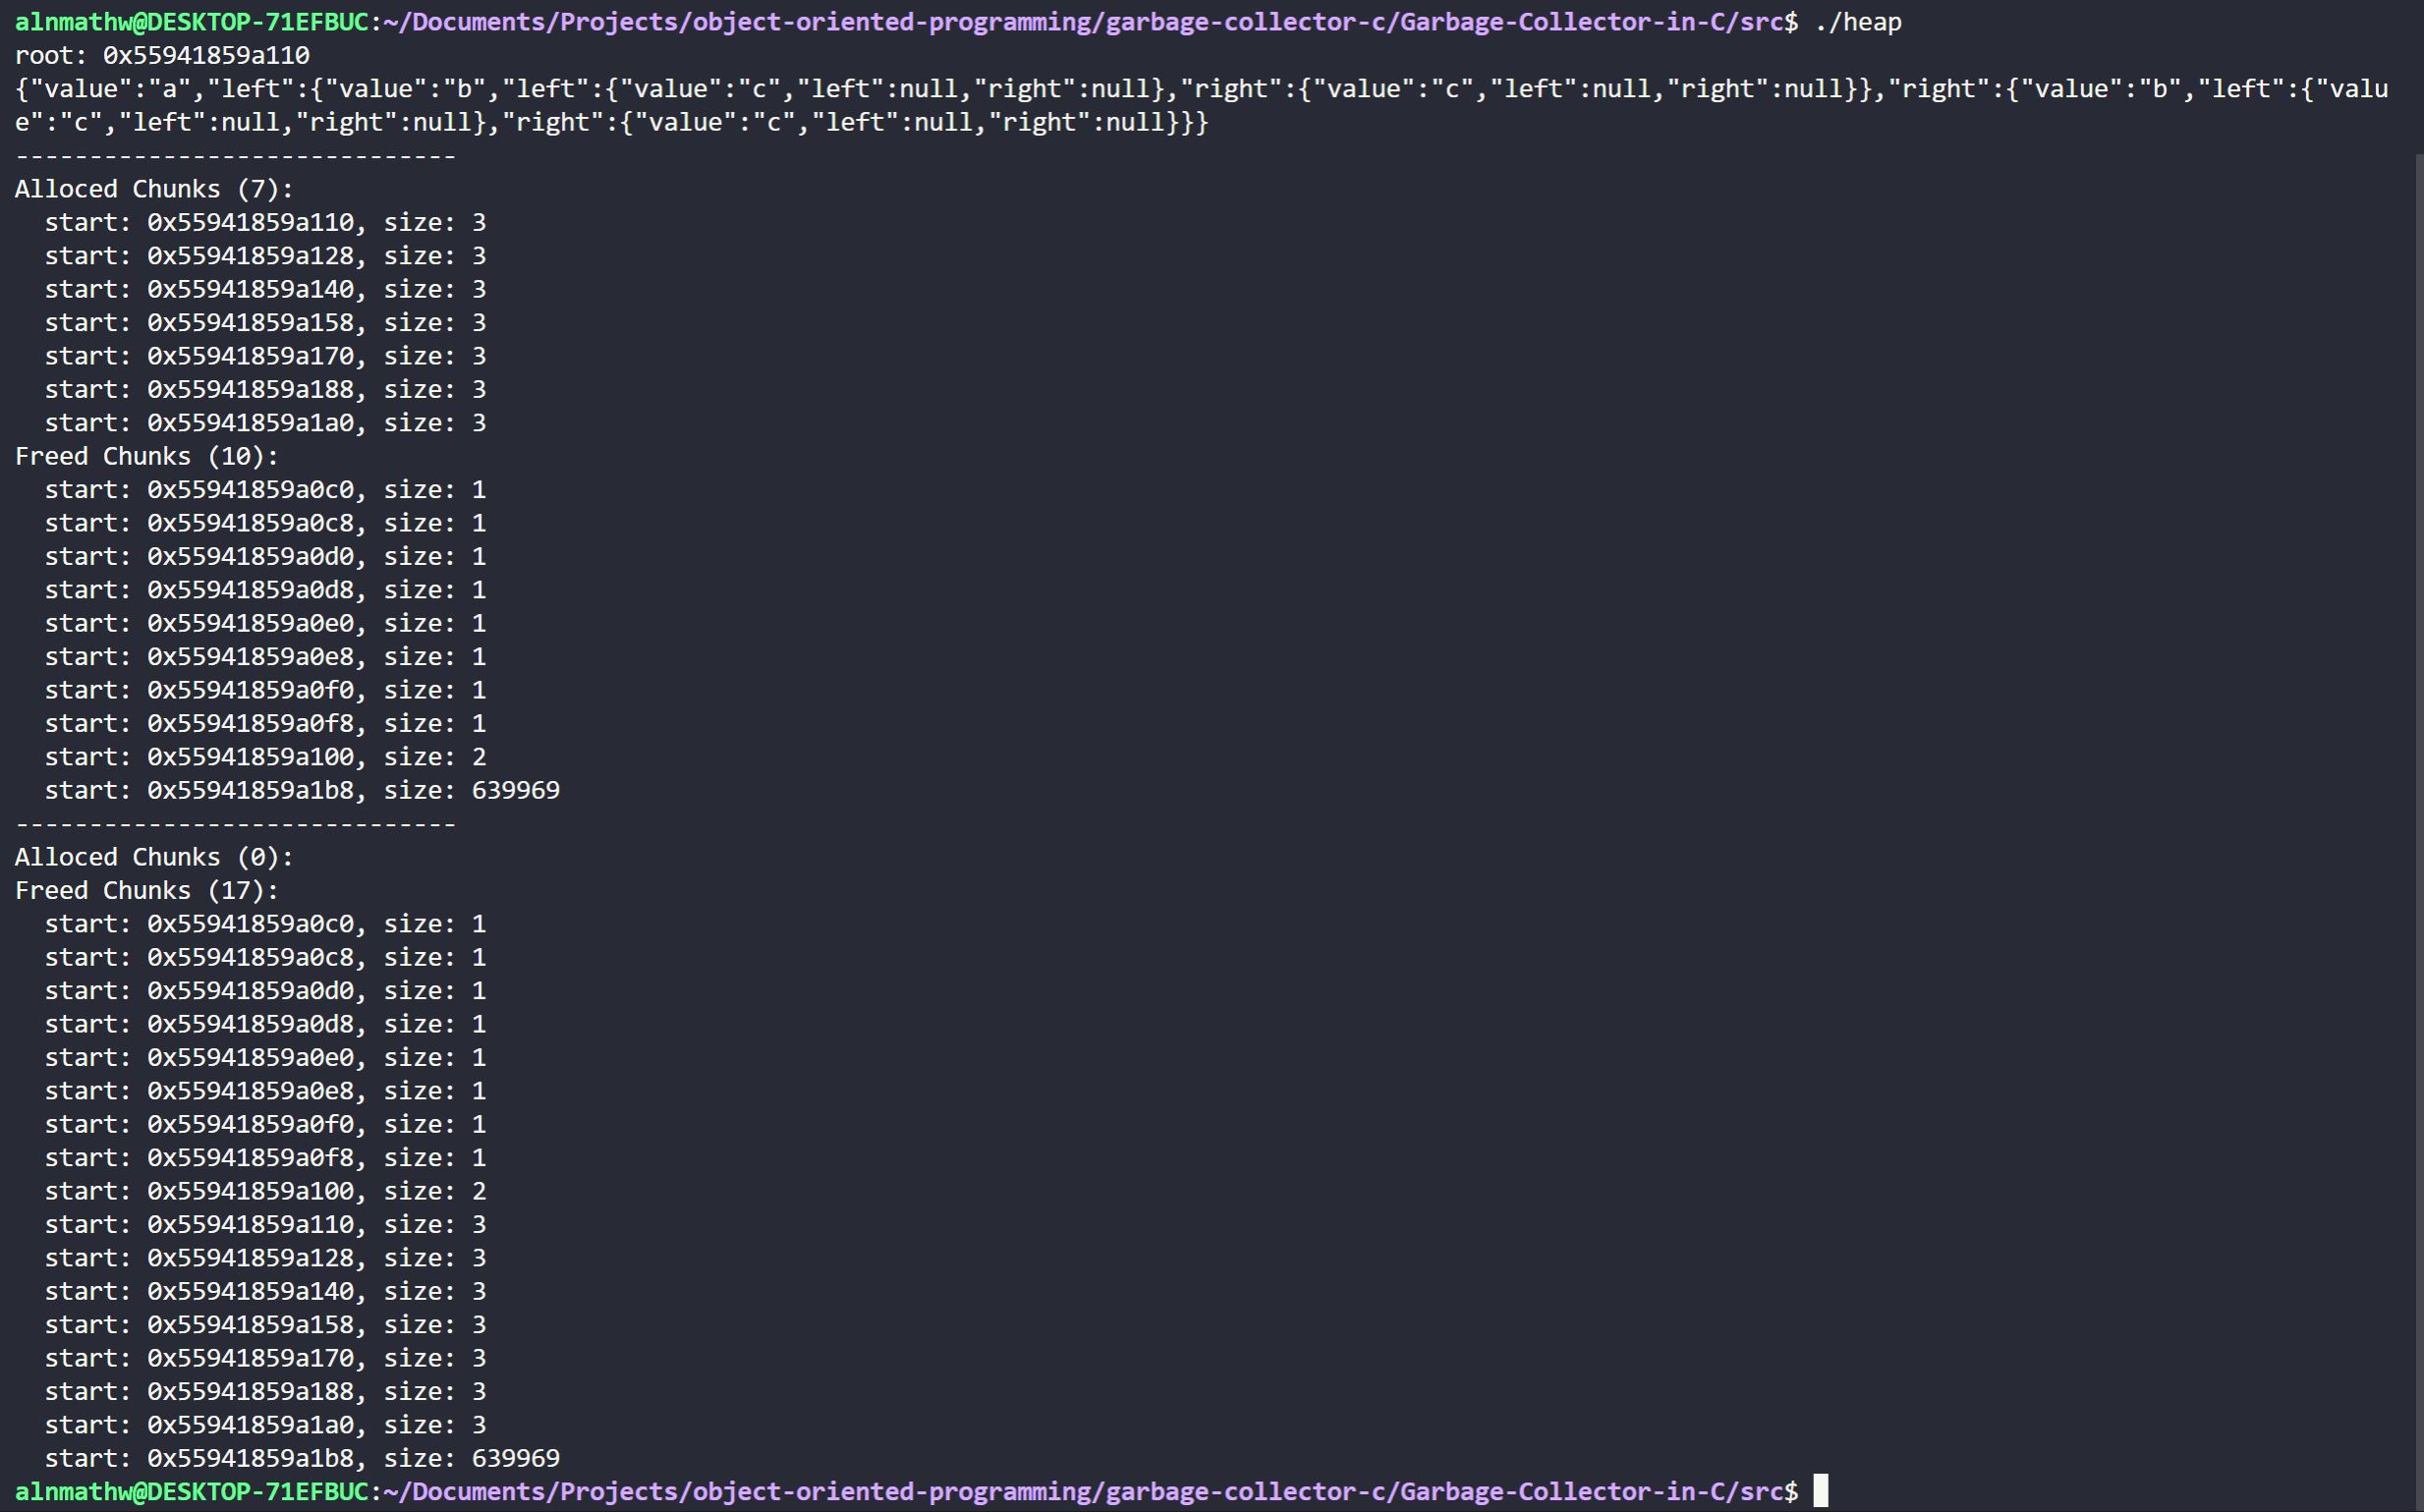 alnmathw@DESKTOP-71EFBUC:~/Documents/Projects/object-oriented-programming/garbage-collector-c/Garbage-Collector-in-C/src$ ./heap
root: 0x55941859a110
{"value":"a","left":{"value":"b","left":{"value":"c","left":null,"right":null},"right":{"value":"c","left":null,"right":null}},"right":{"value":"b","left":{"valu
e":"c","left":null,"right":null},"right":{"value":"c","left":null,"right":null}}}
------------------------------
Alloced Chunks (7):
  start: 0x55941859a110, size: 3
  start: 0x55941859a128, size: 3
  start: 0x55941859a140, size: 3
  start: 0x55941859a158, size: 3
  start: 0x55941859a170, size: 3
  start: 0x55941859a188, size: 3
  start: 0x55941859a1a0, size: 3
Freed Chunks (10):
  start: 0x55941859a0c0, size: 1
  start: 0x55941859a0c8, size: 1
  start: 0x55941859a0d0, size: 1
  start: 0x55941859a0d8, size: 1
  start: 0x55941859a0e0, size: 1
  start: 0x55941859a0e8, size: 1
  start: 0x55941859a0f0, size: 1
  start: 0x55941859a0f8, size: 1
  start: 0x55941859a100, size: 2
  start: 0x55941859a1b8, size: 639969
------------------------------
Alloced Chunks (0):
Freed Chunks (17):
  start: 0x55941859a0c0, size: 1
  start: 0x55941859a0c8, size: 1
  start: 0x55941859a0d0, size: 1
  start: 0x55941859a0d8, size: 1
  start: 0x55941859a0e0, size: 1
  start: 0x55941859a0e8, size: 1
  start: 0x55941859a0f0, size: 1
  start: 0x55941859a0f8, size: 1
  start: 0x55941859a100, size: 2
  start: 0x55941859a110, size: 3
  start: 0x55941859a128, size: 3
  start: 0x55941859a140, size: 3
  start: 0x55941859a158, size: 3
  start: 0x55941859a170, size: 3
  start: 0x55941859a188, size: 3
  start: 0x55941859a1a0, size: 3
  start: 0x55941859a1b8, size: 639969
alnmathw@DESKTOP-71EFBUC:~/Documents/Projects/object-oriented-programming/garbage-collector-c/Garbage-Collector-in-C/src$